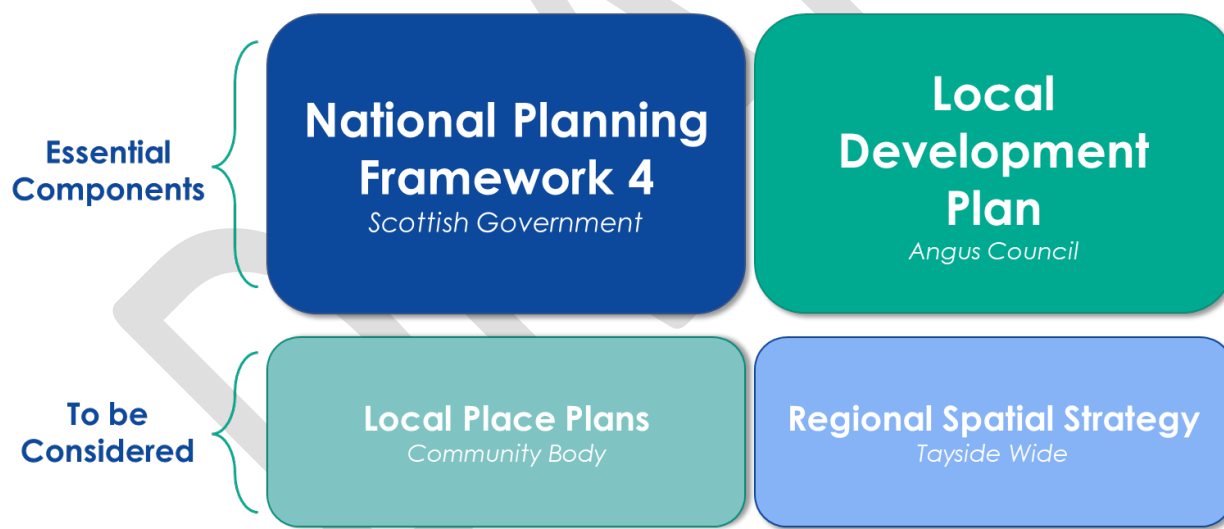 Essential
Components
National Planning
Framework 4
Scottish Government
Local
Development
Plan
Angus Council
To be
Considered
Local Place Plans
Community Body
Regional Spatial Strategy
Tayside Wide